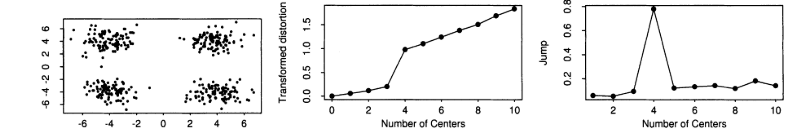 6
4
2
0
-2
-4
-6
-6 -4 -2 0 2 4 6
Transformed distortion
1.5
1.0
0.5
0.0
0 2 4 6 8 10
Number of Centers
Jump
0.8
0.6
0.4
0.2
2 4 6 8 10
Number of Centers